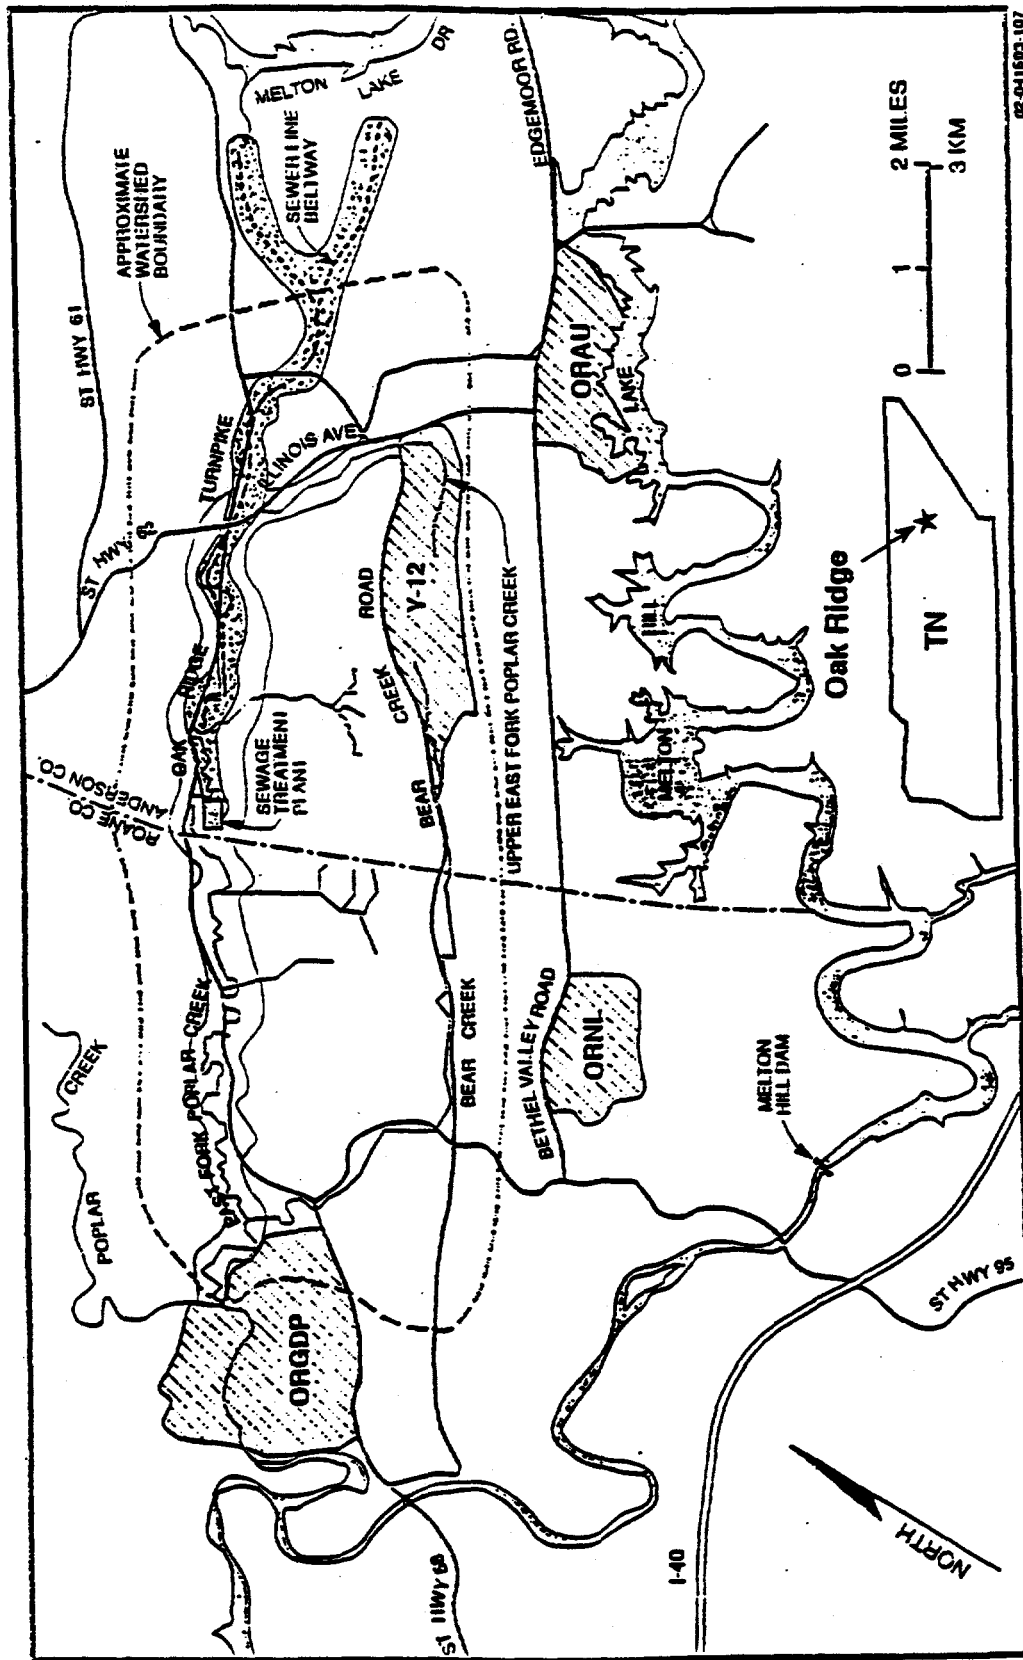 ST HWY 61
APPROXIMATE
WATERSHED
BOUNDARY
MELTON
LAKE
DR
SEWER LINE
BELTWAY
EDGEMOOR RD.
TURNPIKE
ILLINOIS AVE
ST HWY
OAK
RIDGE
ROANE CO.
ANDERSON CO.
SEWAGE
TREATMENT
PLANT
ROAD
CREEK
BEAR
Y-12
UPPER EAST FORK POPLAR CREEK
ORAU
LAKE
HILL
MELTON
POPLAR
CREEK
EAST FORK POPLAR CREEK
BEAR CREEK
BETHEL VALLEY ROAD
ORNL
ORGDP
MELTON
HILL DAM
ST HWY 95
ST HWY 58
I-40
NORTH
Oak Ridge
TN
0 1 2 MILES
3 KM